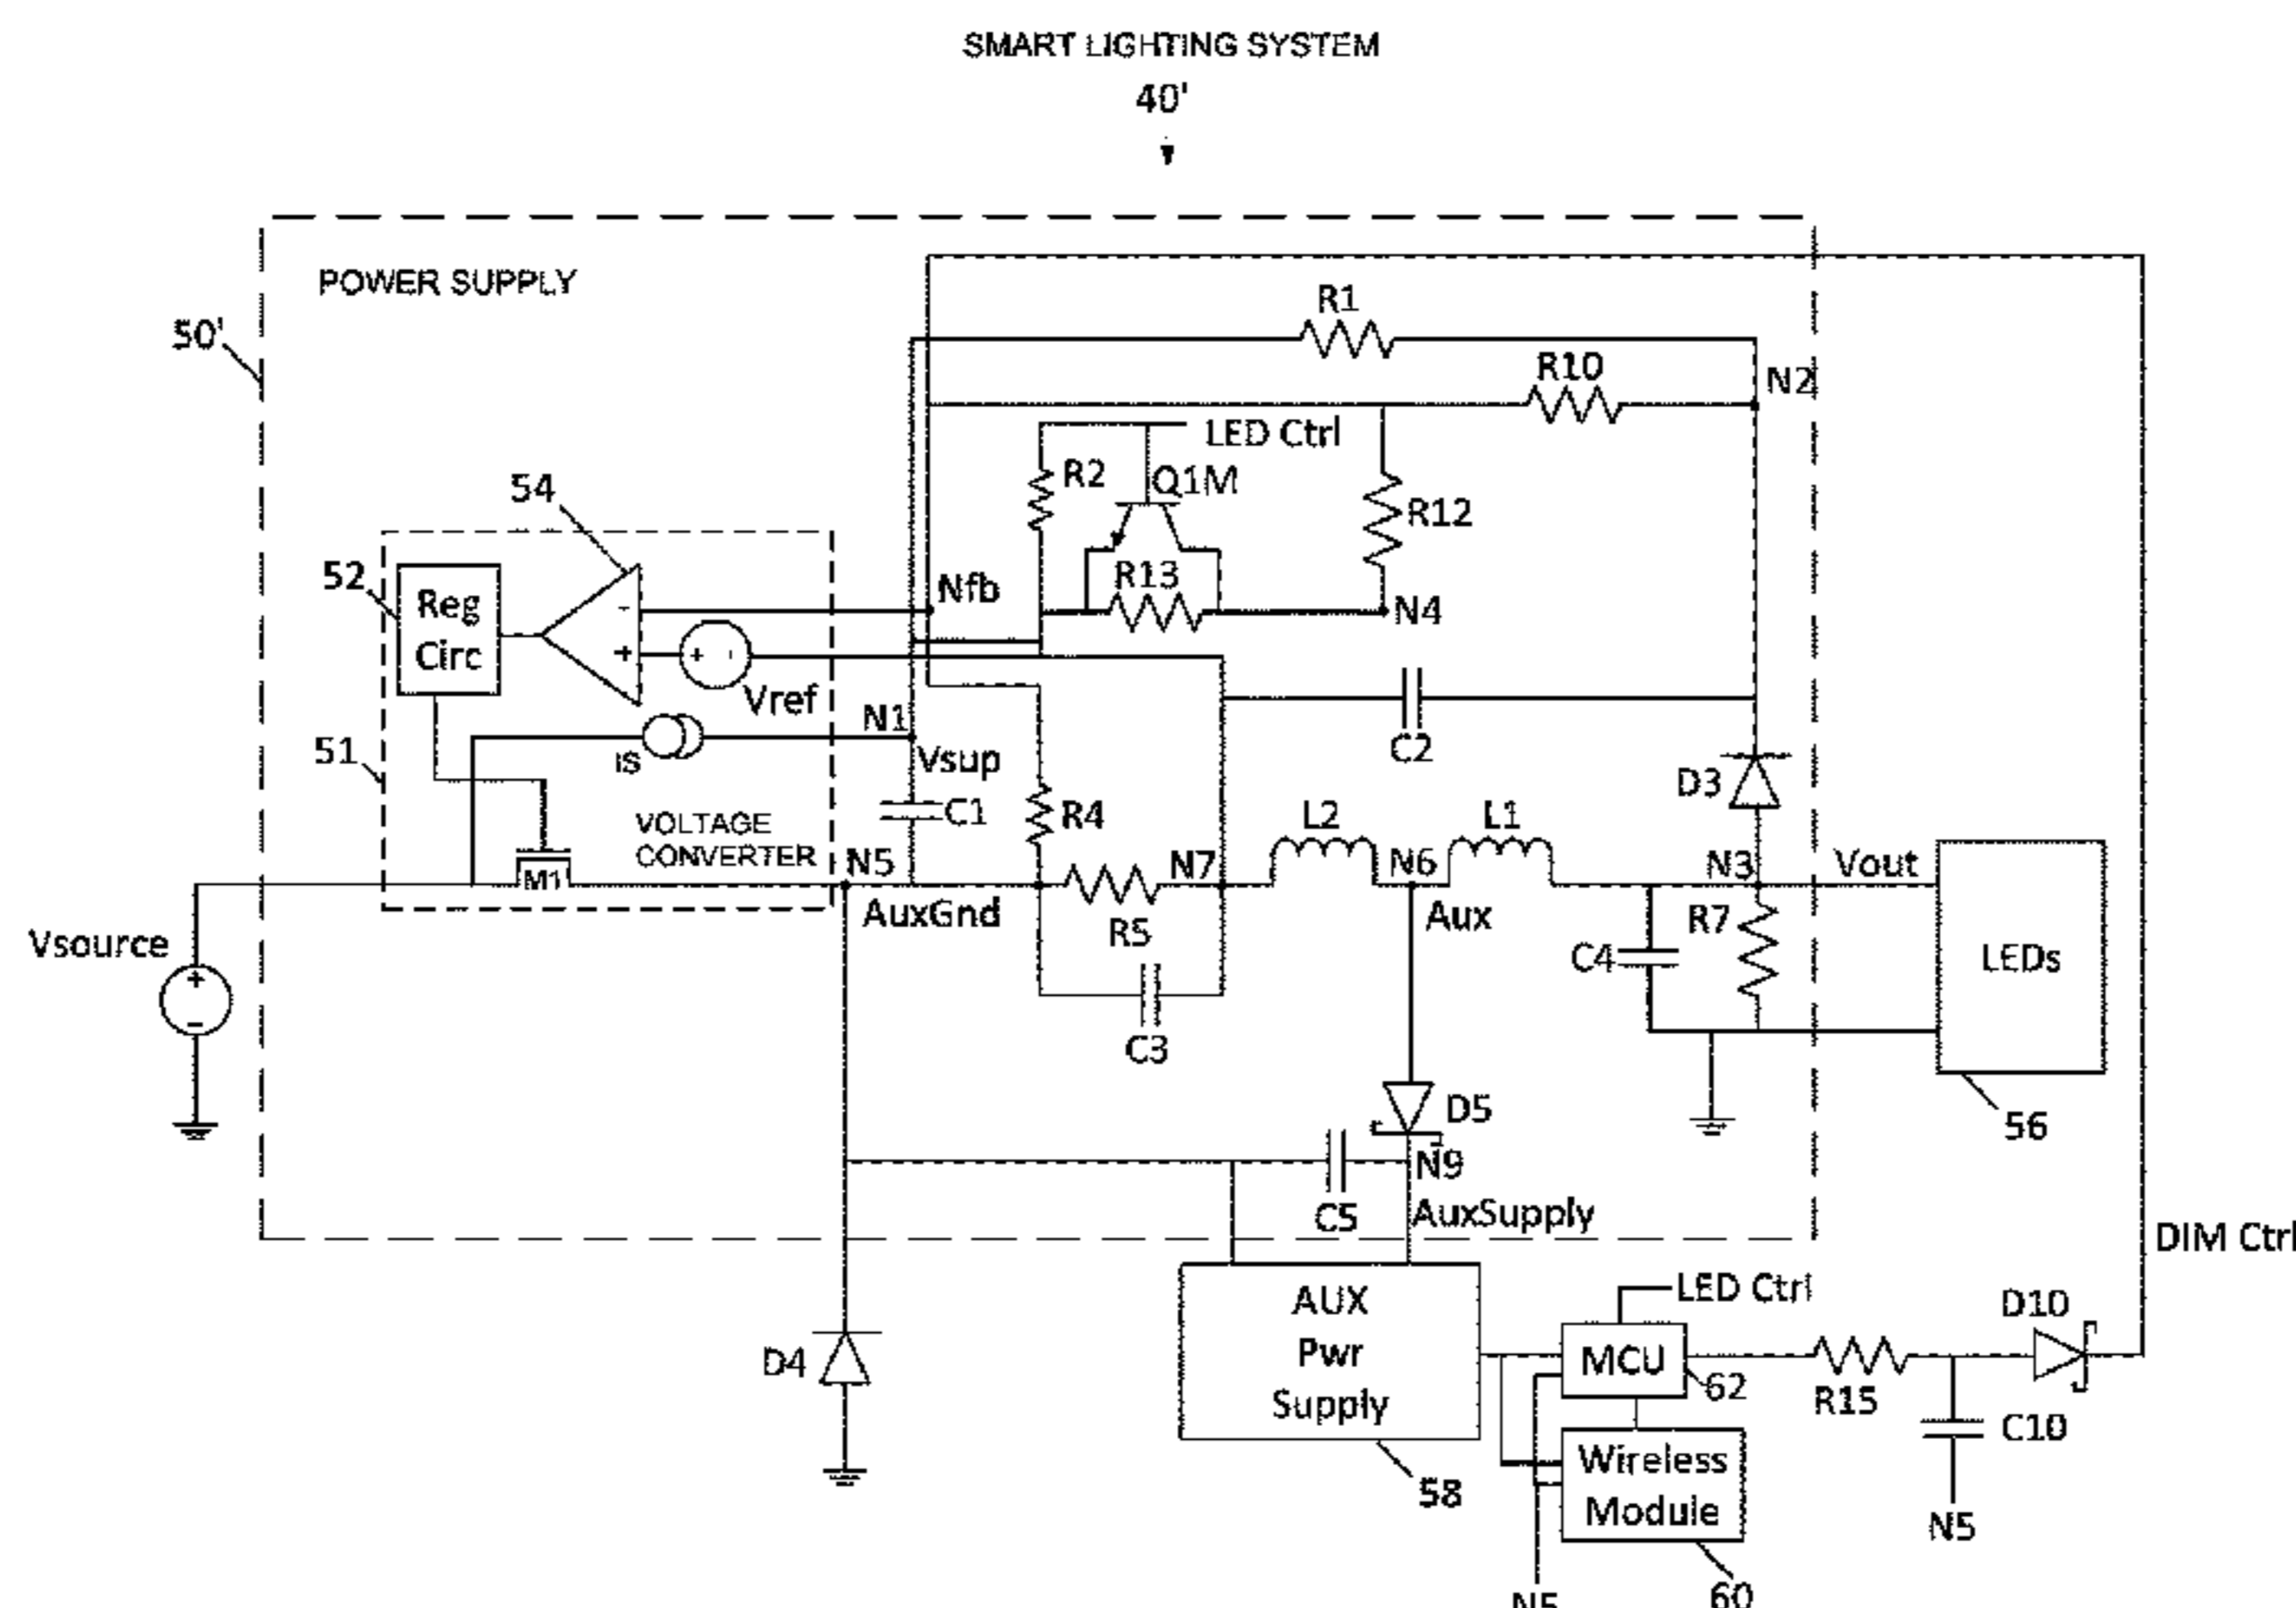 SMART LIGHTING SYSTEM
40'
POWER SUPPLY
50'
R1
R10
N2
LED Ctrl
R2
Q1M
R12
54
52
Reg
Circ
-
+
+ -
Vref
Nfb
R13
N4
N1
Vsup
IS
51
C1
R4
C2
D3
VOLTAGE
CONVERTER
M1
N5
AuxGnd
R5
N7
L2
N6
Aux
L1
N3
Vout
R7
C4
C3
LEDs
56
Vsource
+
-
D5
N9
C5
AuxSupply
DIM Ctrl
D4
AUX
Pwr
Supply
58
LED Ctrl
MCU
62
R15
D10
C10
N5
Wireless
Module
60
N5